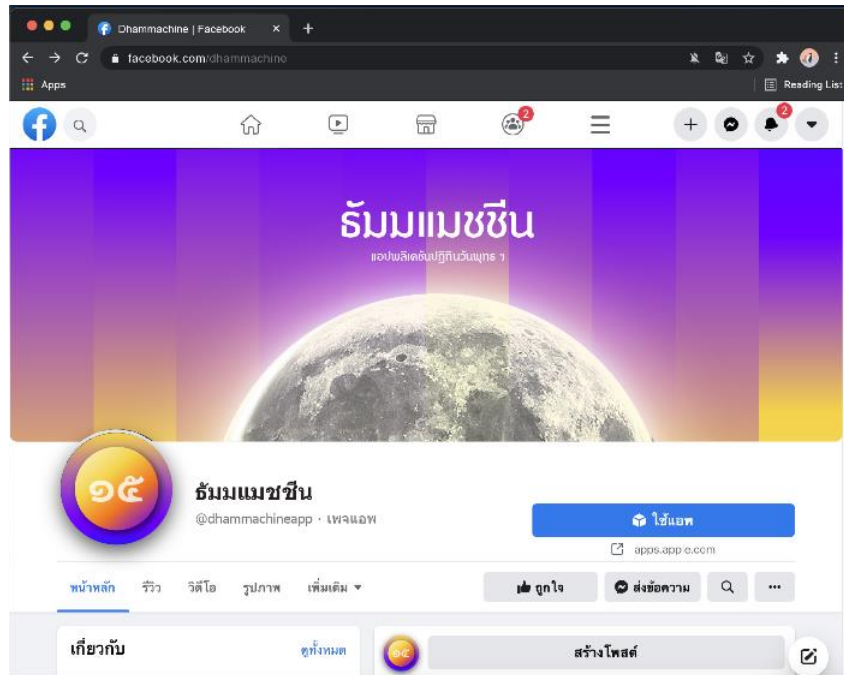 Dhammachine | Facebook
facebook.com/dhammachine
Apps
Reading List
2
2
ธัมมแมชชีน
แอปพลิเคชันปฏิทินวันพุทธ ฯ
๑๕
ธัมมแมชชีน
@dhammachineapp · เพจแอพ
ใช้แอพ
apps.apple.com
หน้าหลัก รีวิว วิดีโอ รูปภาพ เพิ่มเติม
ถูกใจ ส่งข้อความ
เกี่ยวกับ ดูทั้งหมด
๑๕
สร้างโพสต์